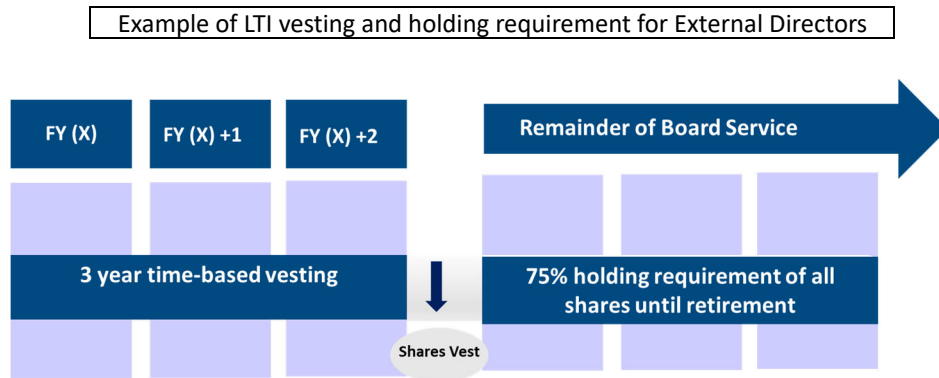 Example of LTI vesting and holding requirement for External Directors
FY (X)
FY (X) +1
FY (X) +2
Remainder of Board Service
3 year time-based vesting
75% holding requirement of all
shares until retirement
Shares Vest